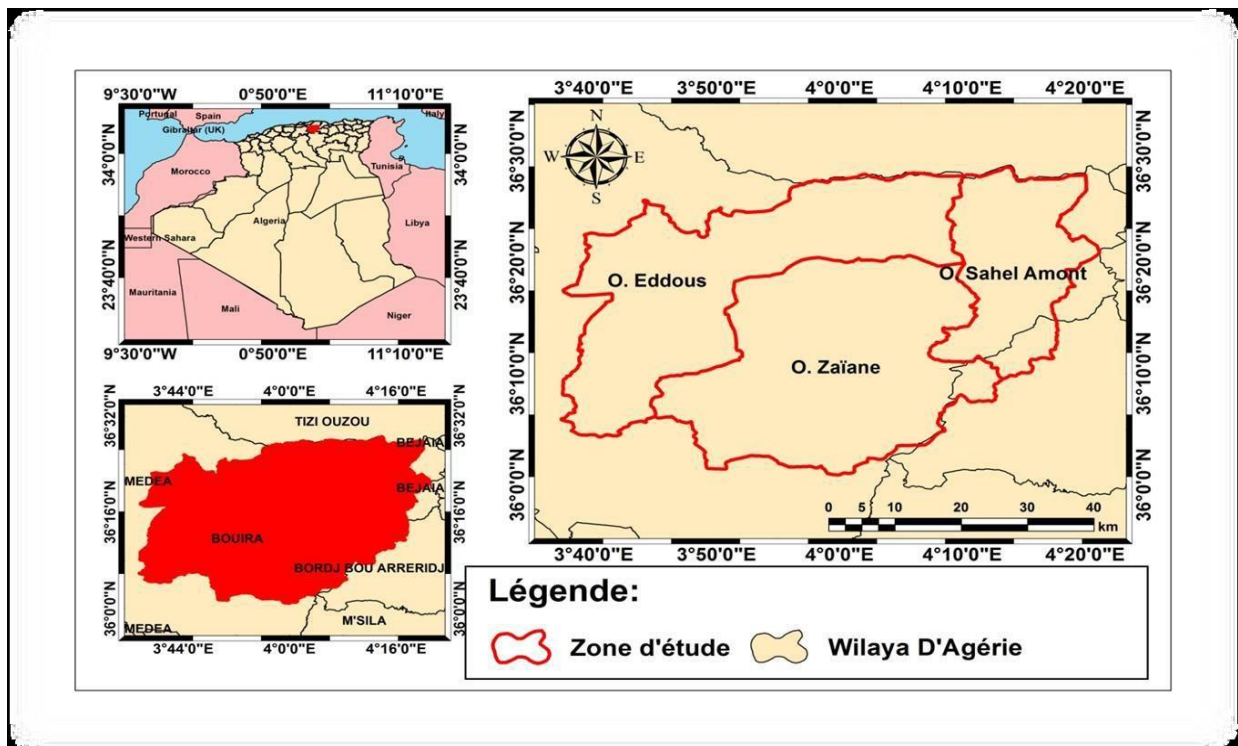 9°30'0"W 0°50'0"E 11°10'0"E
34°0'0"N
23°40'0"N
Portugal Spain Italy
Gibraltar (UK)
Morocco
Tunisia
Algeria
Libya
Western Sahara
Mauritania
Mali
Niger
34°0'0"N
23°40'0"N
9°30'0"W 0°50'0"E 11°10'0"E
3°44'0"E 4°0'0"E 4°16'0"E
36°32'0"N
36°16'0"N
36°0'0"N
TIZI OUZOU
BEJAIA
MEDEA
BEJAIA
BOUIRA
BORDJ BOU ARRERIDJ
M'SILA
MEDEA
36°32'0"N
36°16'0"N
36°0'0"N
3°44'0"E 4°0'0"E 4°16'0"E
3°40'0"E 3°50'0"E 4°0'0"E 4°10'0"E 4°20'0"E
36°30'0"N
36°20'0"N
36°10'0"N
36°0'0"N
N
W E
S
O. Eddous
O. Sahel Amont
O. Zaïane
0 5 10 20 30 40
km
36°30'0"N
36°20'0"N
36°10'0"N
36°0'0"N
3°40'0"E 3°50'0"E 4°0'0"E 4°10'0"E 4°20'0"E
Légende:
Zone d'étude Wilaya D'Agérie